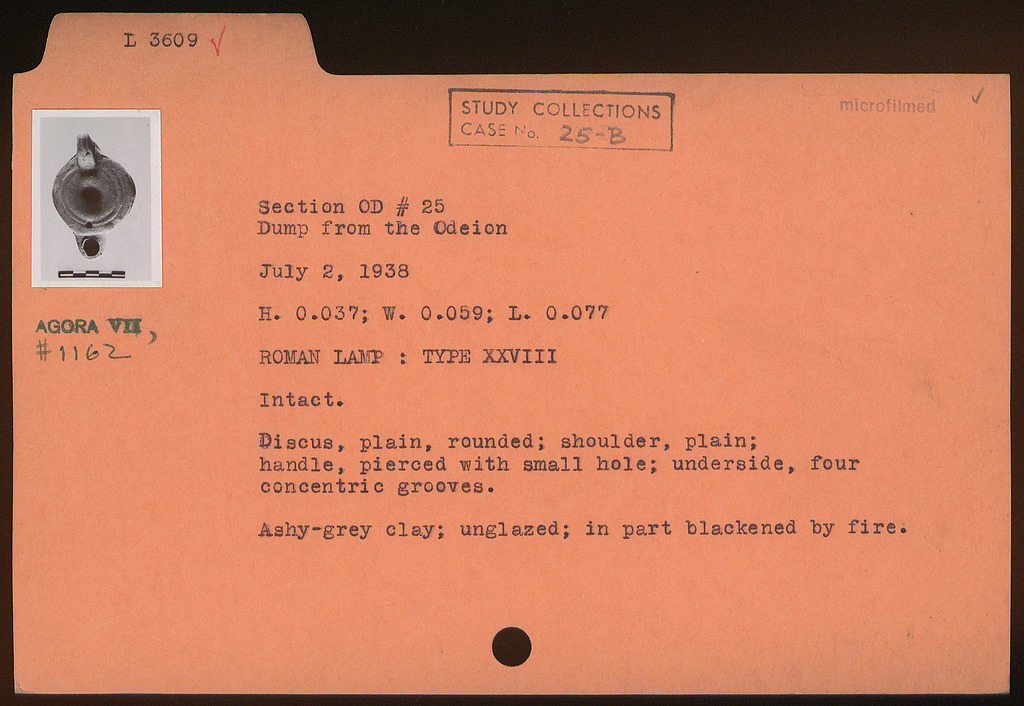 L 3609
STUDY COLLECTIONS
CASE No. 25-B
microfilmed
Section OD # 25
Dump from the Odeion
July 2, 1938
H. 0.037; W. 0.059; L. 0.077
AGORA VII,
#1162
ROMAN LAMP : TYPE XXVIII
Intact.
Discus, plain, rounded; shoulder, plain;
handle, pierced with small hole; underside, four
concentric grooves.
Ashy-grey clay; unglazed; in part blackened by fire.